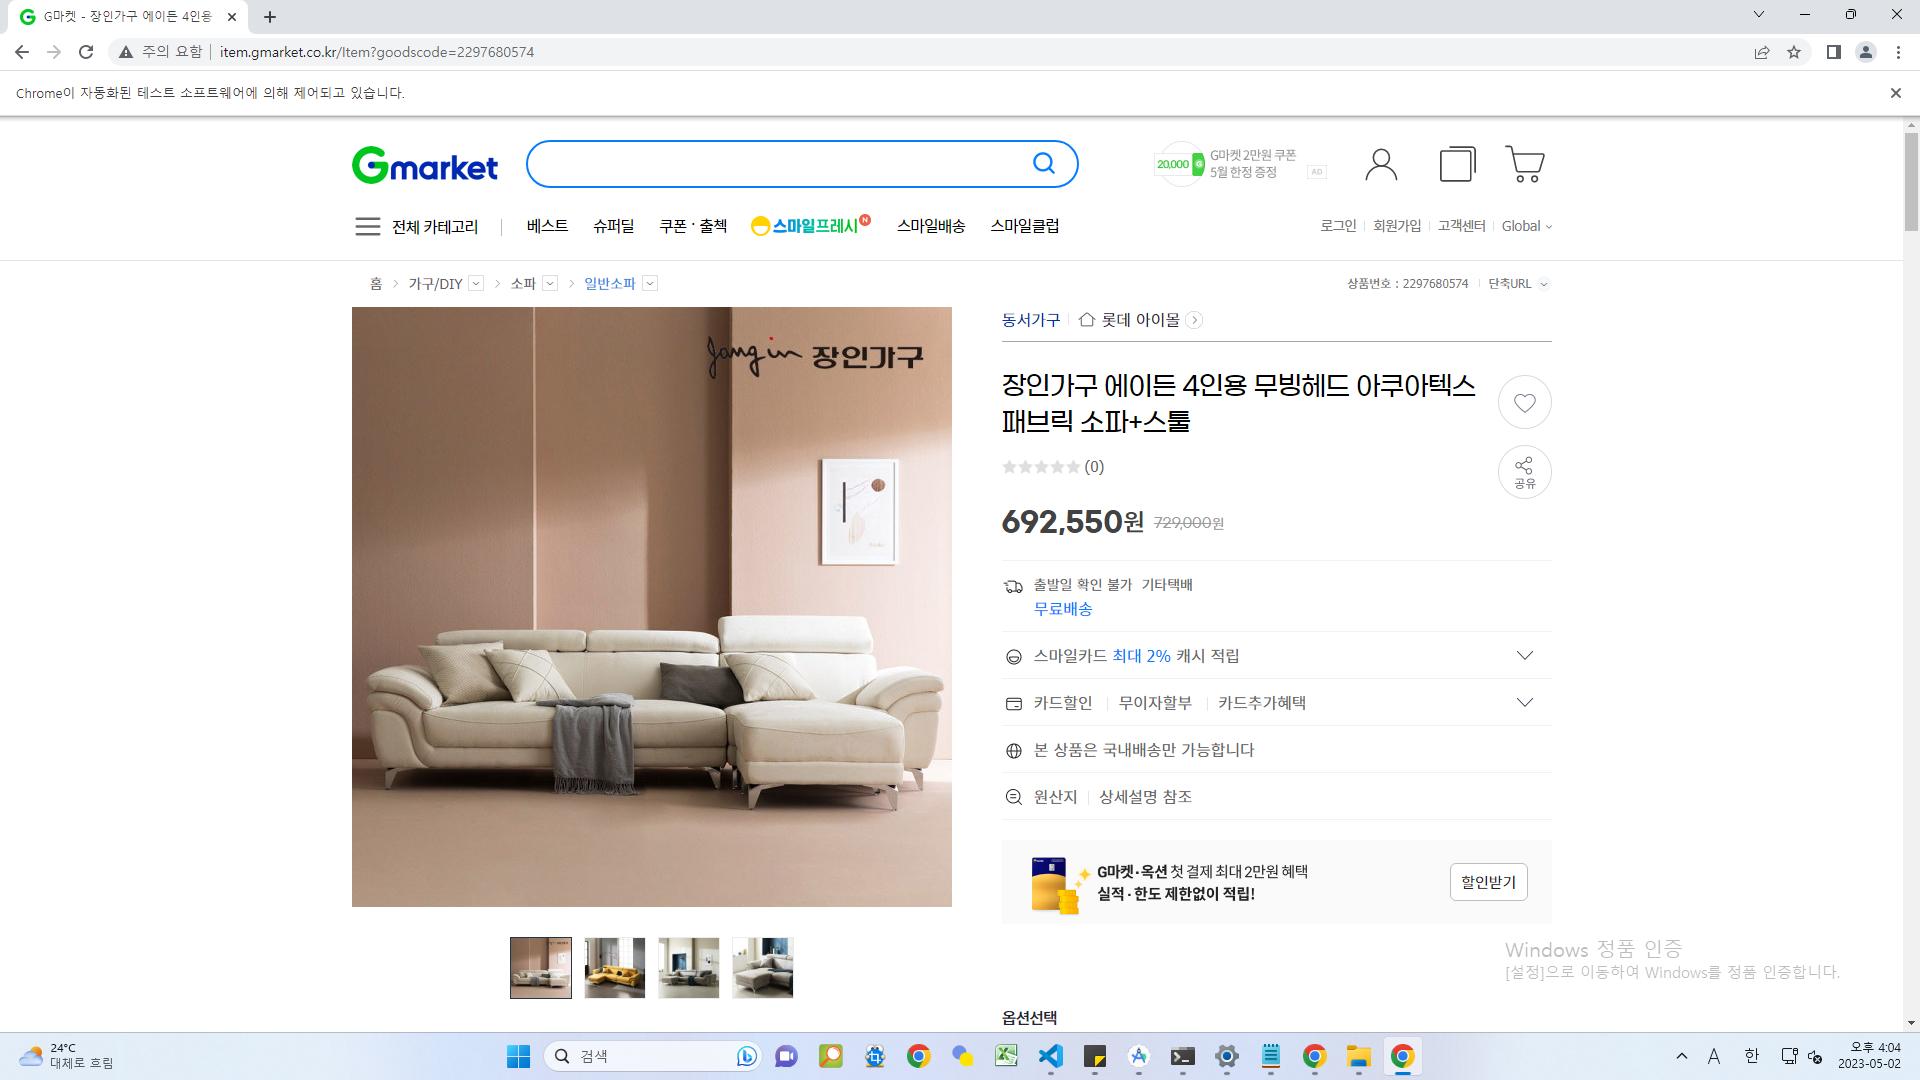 G마켓 - 장인가구 에이든 4인용
주의 요함
item.gmarket.co.kr/Item?goodscode=2297680574
Chrome이 자동화된 테스트 소프트웨어에 의해 제어되고 있습니다.
Gmarket
20,000 G
G마켓 2만원 쿠폰
5월 한정 증정
AD
전체 카테고리
베스트
슈퍼딜
쿠폰·출첵
스마일프레시 N
스마일배송
스마일클럽
로그인
회원가입
고객센터
Global
홈 > 가구/DIY > 소파 > 일반소파
상품번호 : 2297680574
단축URL
Jangin 장인가구
동서가구
롯데 아이몰
장인가구 에이든 4인용 무빙헤드 아쿠아텍스
패브릭 소파+스툴
(0)
공유
692,550원 729,000원
출발일 확인 불가 기타택배
무료배송
스마일카드 최대 2% 캐시 적립
카드할인 무이자할부 카드추가혜택
본 상품은 국내배송만 가능합니다
원산지 상세설명 참조
G마켓·옥션 첫 결제 최대 2만원 혜택
실적·한도 제한없이 적립!
할인받기
Windows 정품 인증
[설정]으로 이동하여 Windows를 정품 인증합니다.
옵션선택
24°C
대체로 흐림
검색
A
한
오후 4:04
2023-05-02